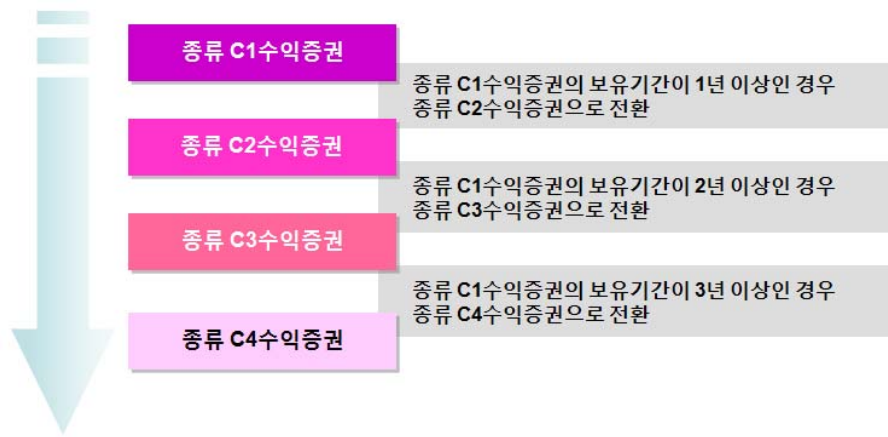 종류 C1수익증권
종류 C1수익증권의 보유기간이 1년 이상인 경우
종류 C2수익증권으로 전환
종류 C2수익증권
종류 C1수익증권의 보유기간이 2년 이상인 경우
종류 C3수익증권으로 전환
종류 C3수익증권
종류 C1수익증권의 보유기간이 3년 이상인 경우
종류 C4수익증권으로 전환
종류 C4수익증권